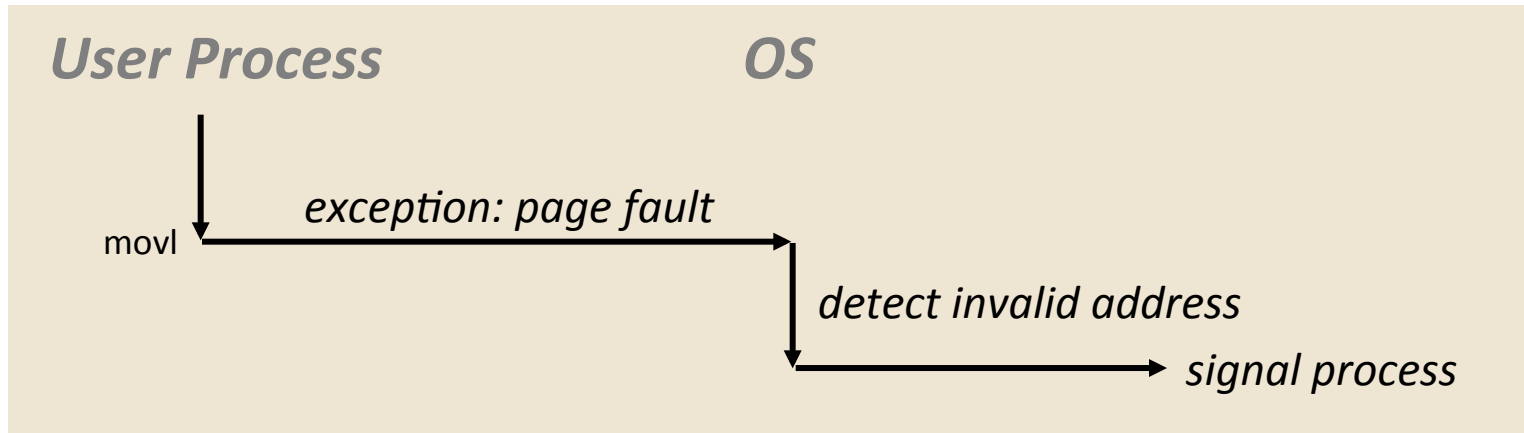 User Process OS
exception: page fault
movl
detect invalid address
signal process